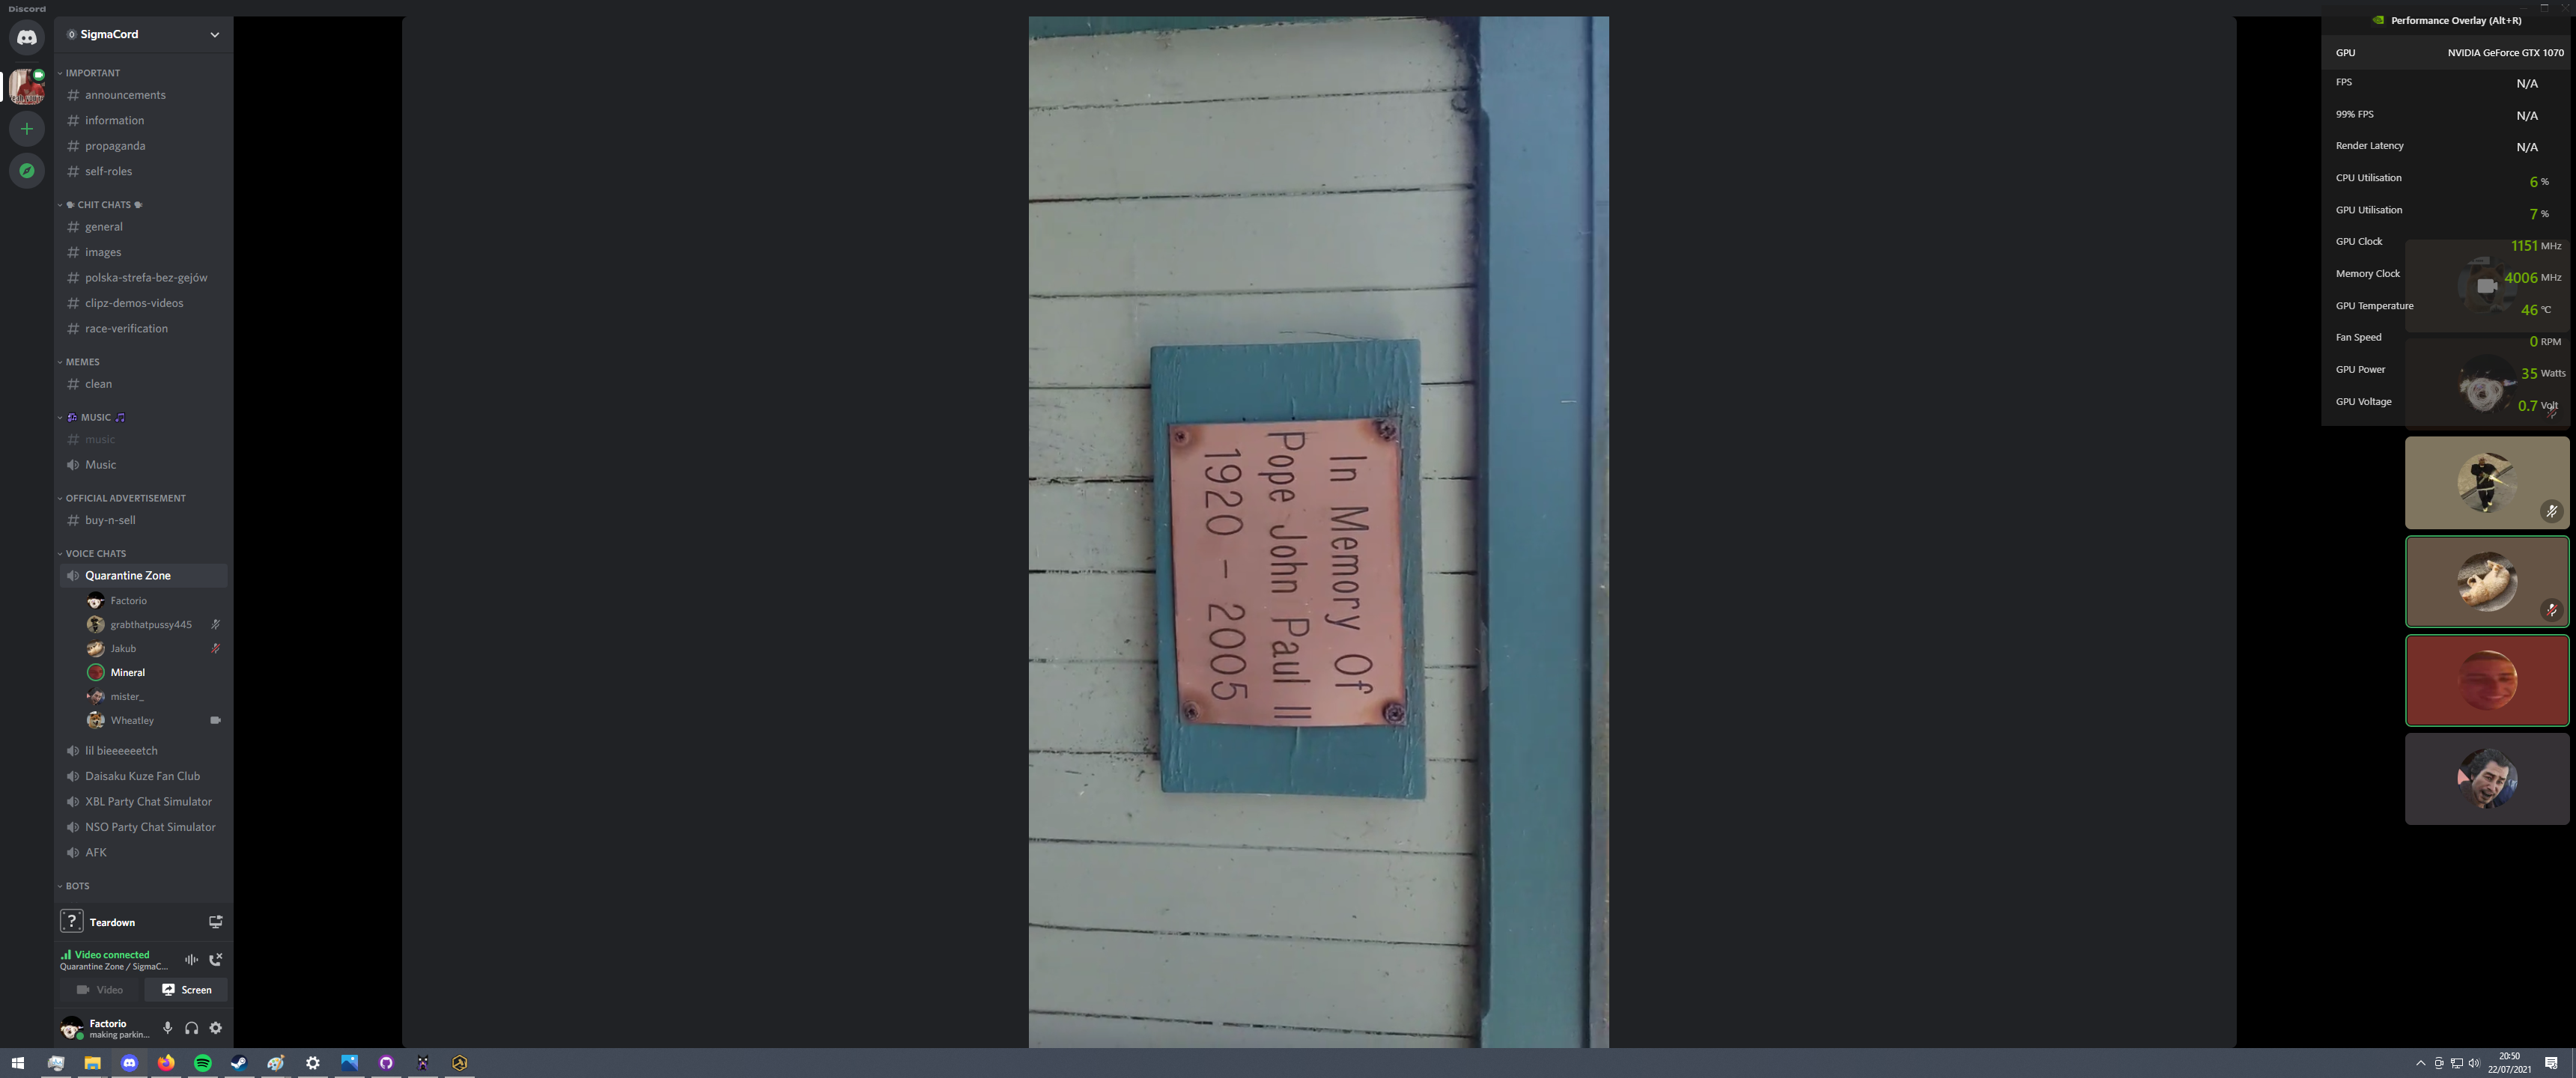 Discord
SigmaCord
IMPORTANT
announcements
information
propaganda
self-roles
CHIT CHATS
general
images
polska-strefa-bez-gejów
clipz-demos-videos
race-verification
MEMES
clean
MUSIC
music
Music
OFFICIAL ADVERTISEMENT
buy-n-sell
VOICE CHATS
Quarantine Zone
Factorio
grabthatpussy445
Jakub
Mineral
mister_
Wheatley
lil bieeeeeetch
Daisaku Kuze Fan Club
XBL Party Chat Simulator
NSO Party Chat Simulator
AFK
BOTS
Teardown
Video connected
Quarantine Zone / SigmaC...
Video Screen
Factorio
making parkin...
In Memory Of
Pope John Paul II
1920 - 2005
Performance Overlay (Alt+R)
GPU NVIDIA GeForce GTX 1070
FPS N/A
99% FPS N/A
Render Latency N/A
CPU Utilisation 6 %
GPU Utilisation 7 %
GPU Clock 1151 MHz
Memory Clock 4006 MHz
GPU Temperature 46 °C
Fan Speed 0 RPM
GPU Power 35 Watts
GPU Voltage 0.7 Volt
20:50
22/07/2021